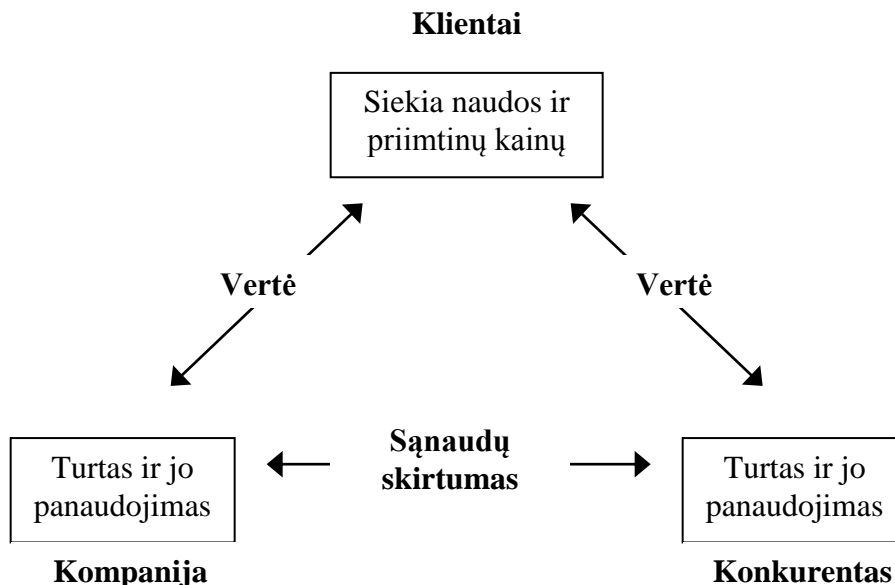 Klientai
Siekia naudos ir
priimtinų kainų
Vertė
Vertė
Sąnaudų
skirtumas
Turtas ir jo
panaudojimas
Turtas ir jo
panaudojimas
Kompanija
Konkurentas